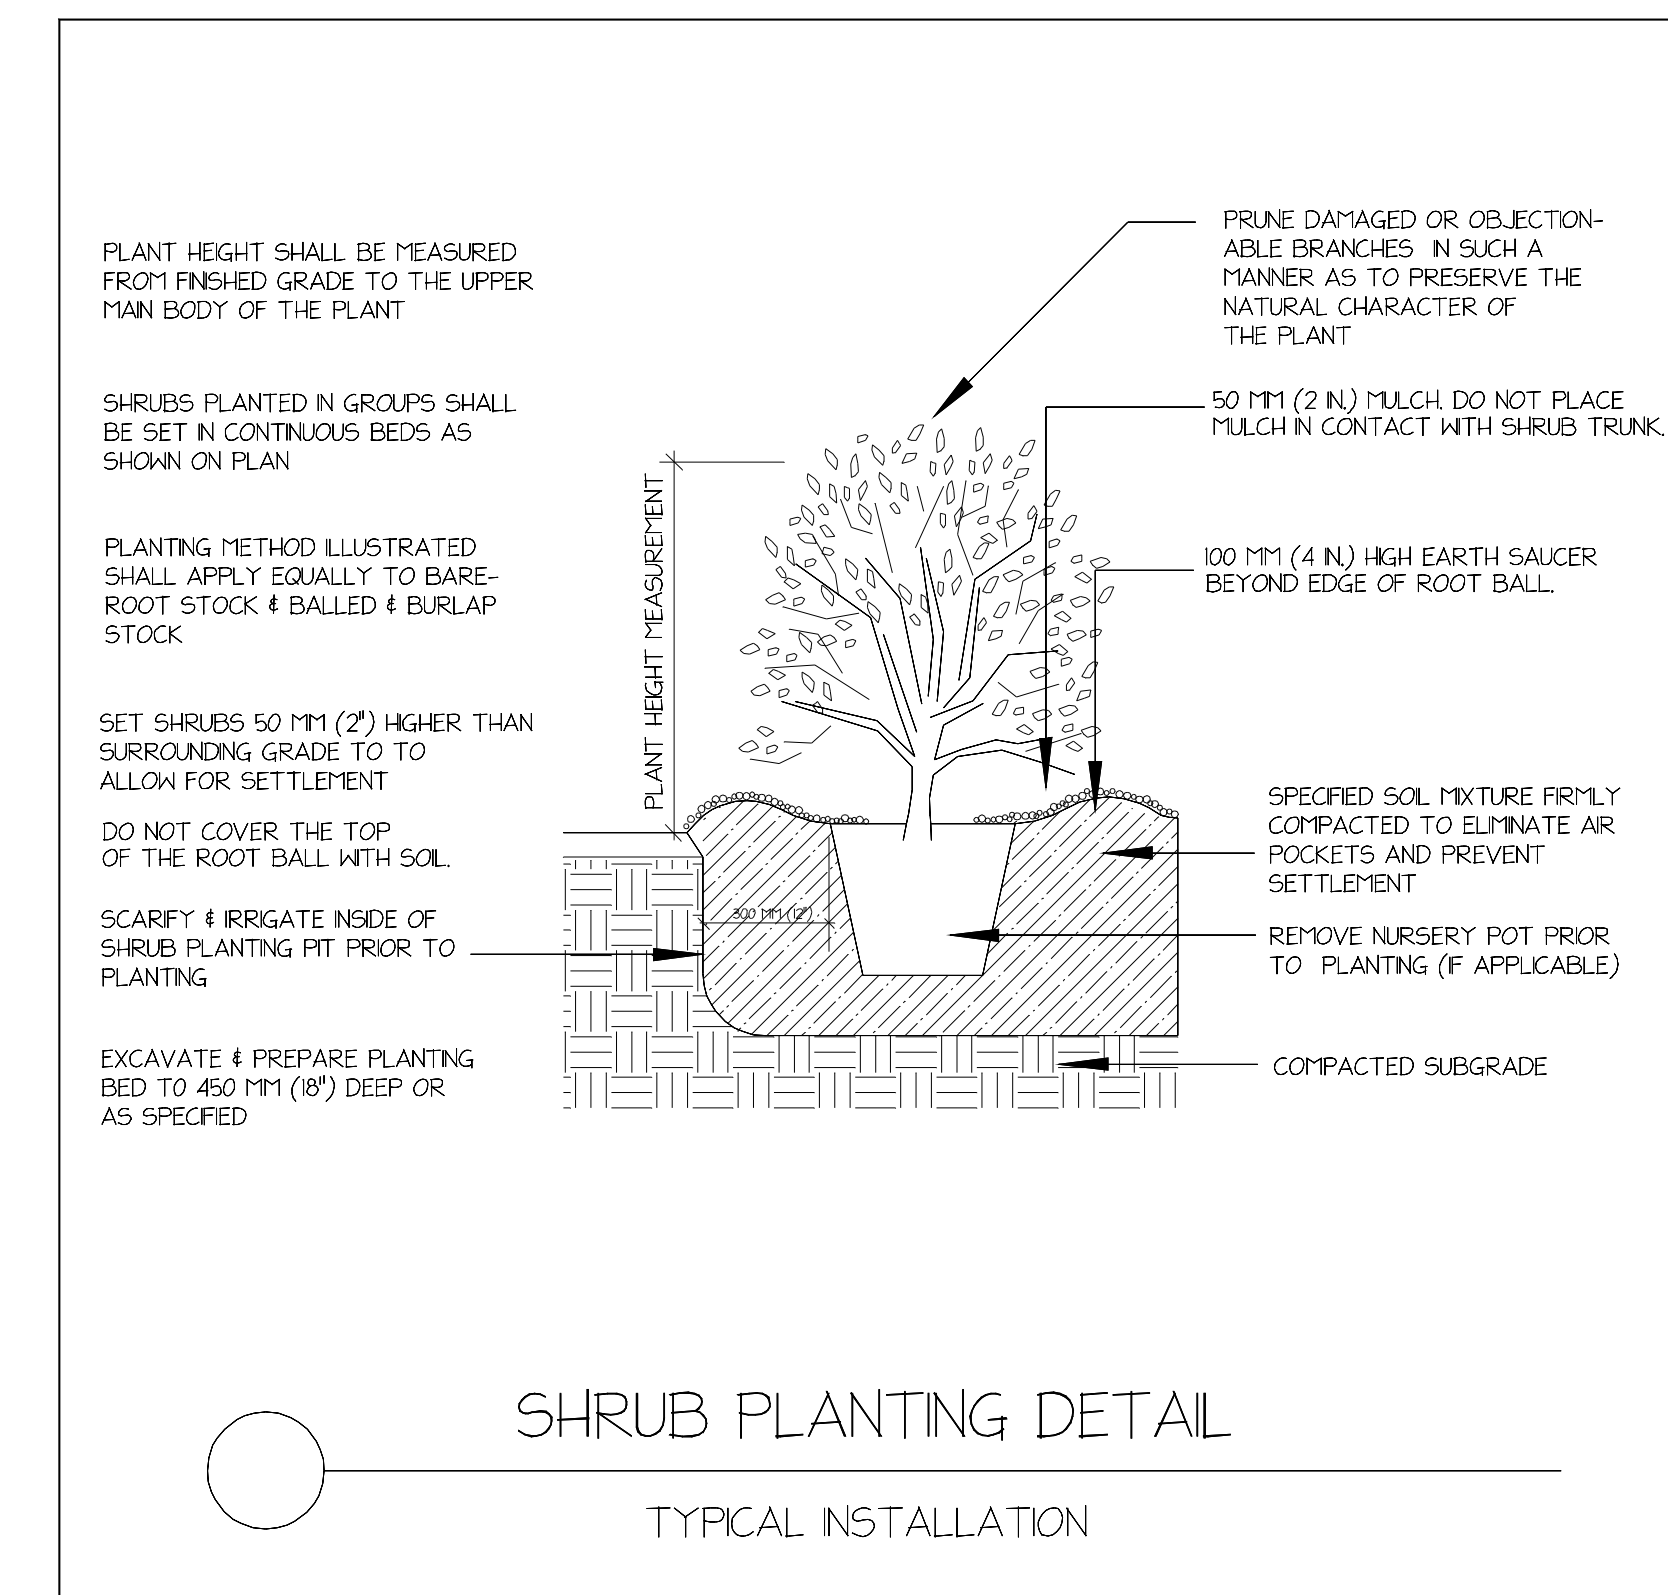 PLANT HEIGHT SHALL BE MEASURED
FROM FINISHED GRADE TO THE UPPER
MAIN BODY OF THE PLANT
SHRUBS PLANTED IN GROUPS SHALL
BE SET IN CONTINUOUS BEDS AS
SHOWN ON PLAN
PLANTING METHOD ILLUSTRATED
SHALL APPLY EQUALLY TO BARE-
ROOT STOCK & BALLED & BURLAP
STOCK
SET SHRUBS 50 MM (2") HIGHER THAN
SURROUNDING GRADE TO TO
ALLOW FOR SETTLEMENT
DO NOT COVER THE TOP
OF THE ROOT BALL WITH SOIL.
SCARIFY & IRRIGATE INSIDE OF
SHRUB PLANTING PIT PRIOR TO
PLANTING
EXCAVATE & PREPARE PLANTING
BED TO 450 MM (18") DEEP OR
AS SPECIFIED
PLANT HEIGHT MEASUREMENT
300 MM (12")
PRUNE DAMAGED OR OBJECTION-
ABLE BRANCHES IN SUCH A
MANNER AS TO PRESERVE THE
NATURAL CHARACTER OF
THE PLANT
50 MM (2 IN.) MULCH. DO NOT PLACE
MULCH IN CONTACT WITH SHRUB TRUNK.
100 MM (4 IN.) HIGH EARTH SAUCER
BEYOND EDGE OF ROOT BALL.
SPECIFIED SOIL MIXTURE FIRMLY
COMPACTED TO ELIMINATE AIR
POCKETS AND PREVENT
SETTLEMENT
REMOVE NURSERY POT PRIOR
TO PLANTING (IF APPLICABLE)
COMPACTED SUBGRADE
SHRUB PLANTING DETAIL
TYPICAL INSTALLATION